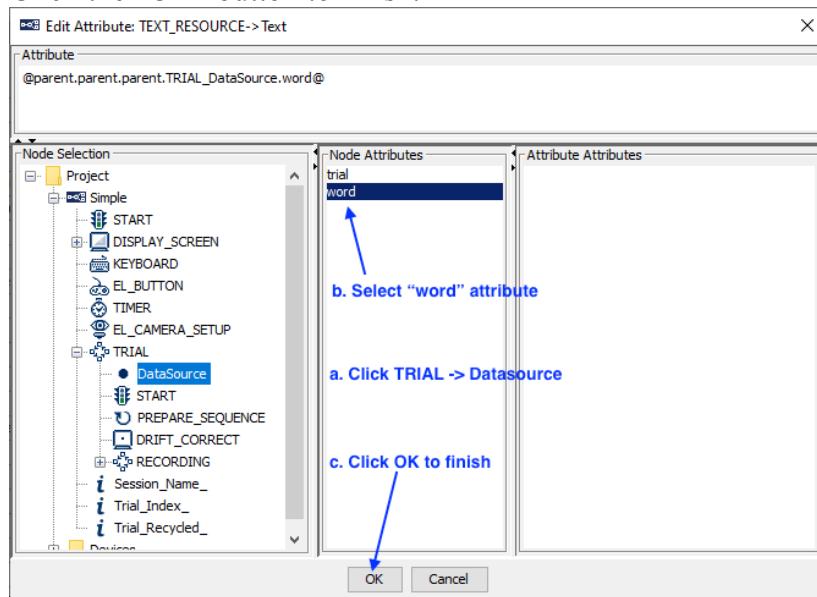 Edit Attribute: TEXT_RESOURCE->Text
Attribute
@parent.parent.parent.TRIAL_DataSource.word@
Node Selection
Project
Simple
START
DISPLAY_SCREEN
KEYBOARD
EL_BUTTON
TIMER
EL_CAMERA_SETUP
TRIAL
DataSource
START
PREPARE_SEQUENCE
DRIFT_CORRECT
RECORDING
Session_Name_
Trial_Index_
Trial_Recycled_
Devices
Node Attributes
trial
word
b. Select “word” attribute
a. Click TRIAL -> Datasource
c. Click OK to finish
Attribute Attributes
OK
Cancel